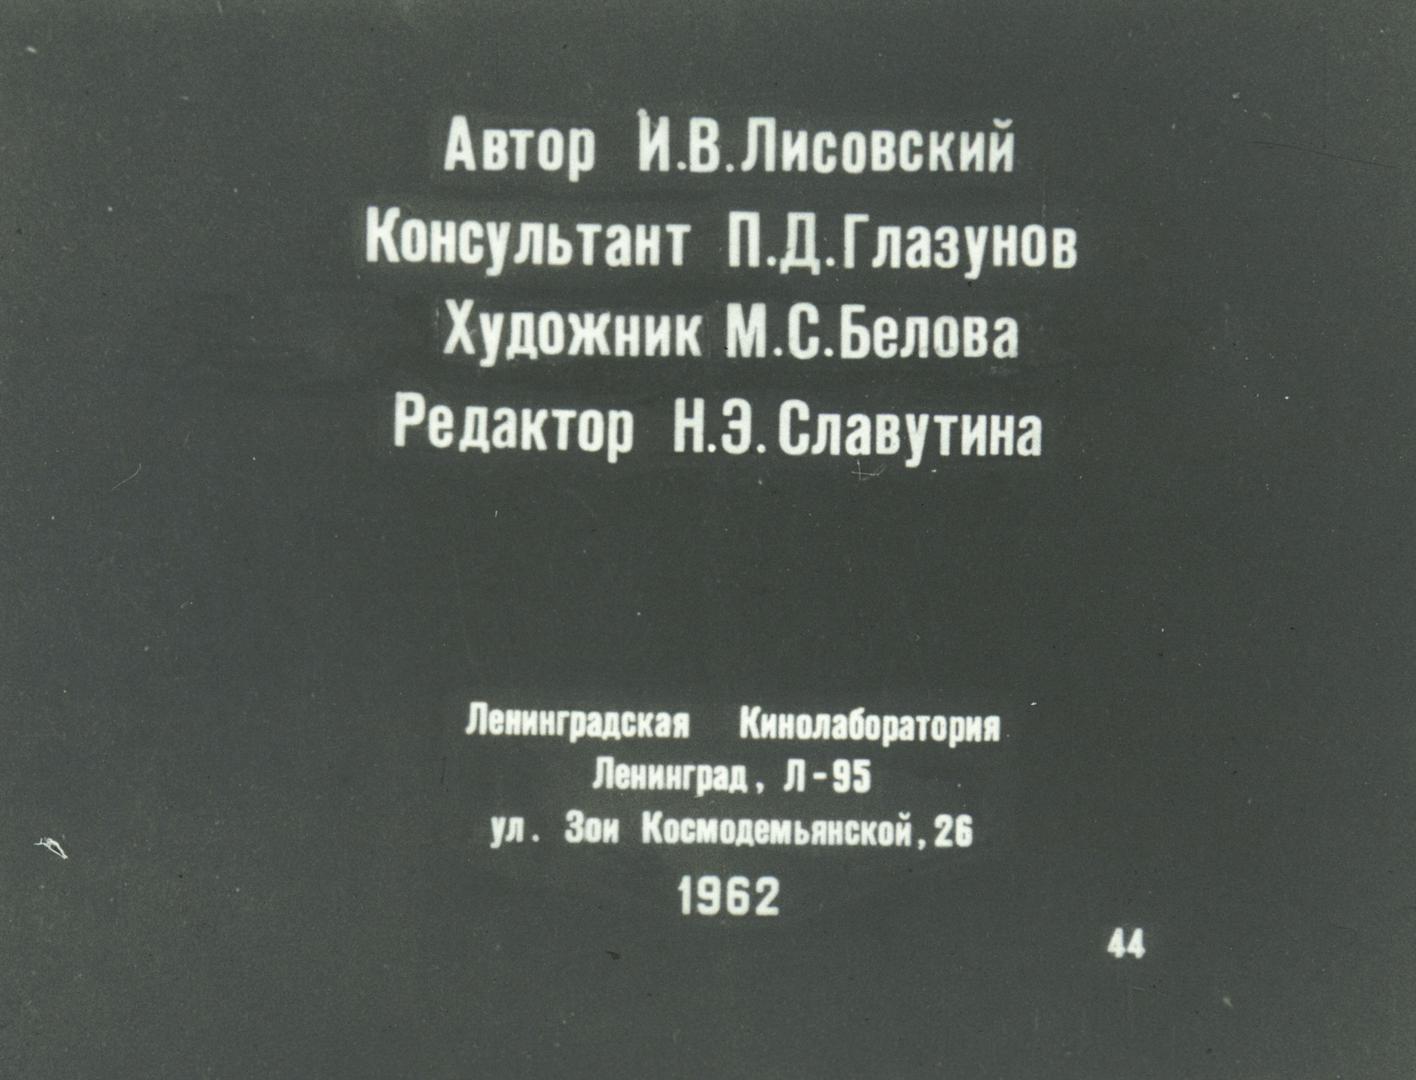 Автор И.В.Лисовский
Консультант П.Д.Глазунов
Художник М.С.Белова
Редактор Н.Э.Славутина
Ленинградская Кинолаборатория
Ленинград, Л-95
ул. Зои Космодемьянской, 26
1962
44